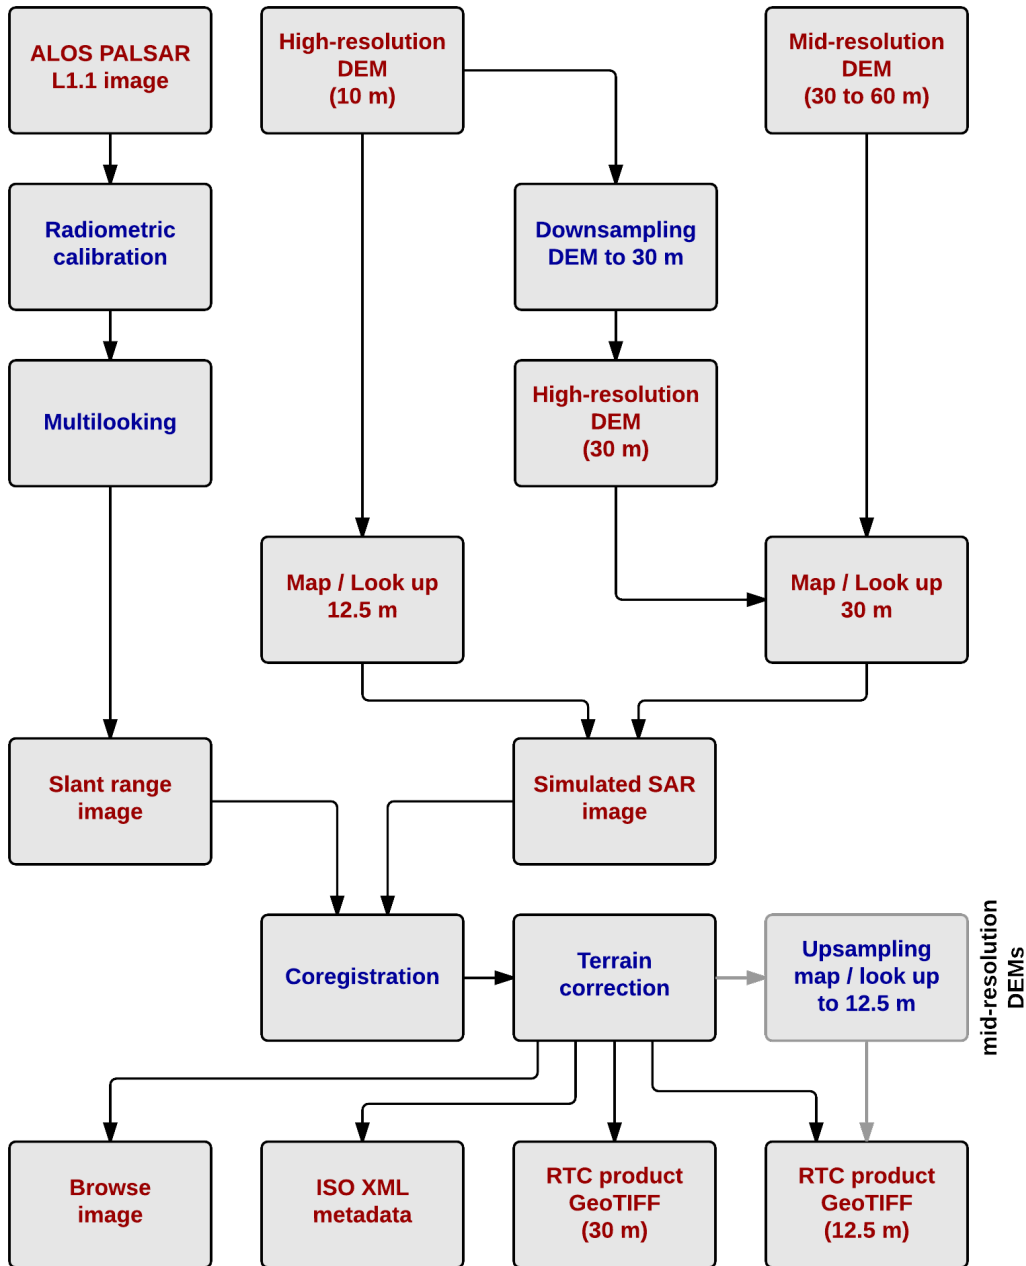 ALOS PALSAR
L1.1 image
High-resolution
DEM
(10 m)
Mid-resolution
DEM
(30 to 60 m)
Radiometric
calibration
Downsampling
DEM to 30 m
Multilooking
High-resolution
DEM
(30 m)
Map / Look up
12.5 m
Map / Look up
30 m
Slant range
image
Simulated SAR
image
Coregistration
Terrain
correction
Upsampling
map / look up
to 12.5 m
mid-resolution
DEMs
Browse
image
ISO XML
metadata
RTC product
GeoTIFF
(30 m)
RTC product
GeoTIFF
(12.5 m)